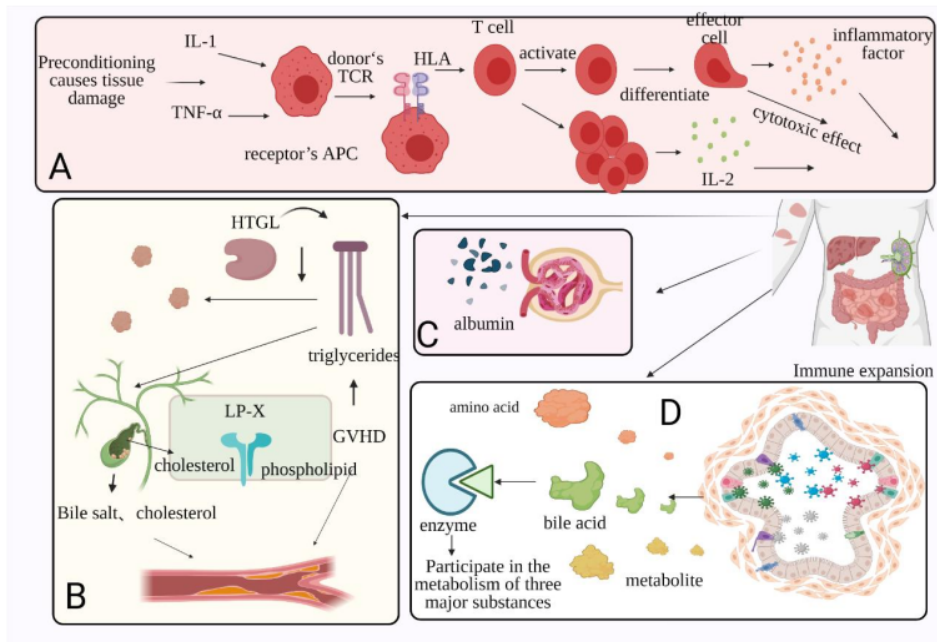 Preconditioning
causes tissue
damage
IL-1
TNF-α
donor‘s
TCR
HLA
receptor’s APC
T cell
activate
differentiate
effector
cell
inflammatory
factor
cytotoxic effect
IL-2
A
HTGL
triglycerides
LP-X
cholesterol
phospholipid
GVHD
Bile salt、cholesterol
B
albumin
C
Immune expansion
D
amino acid
enzyme
bile acid
metabolite
Participate in the
metabolism of three
major substances